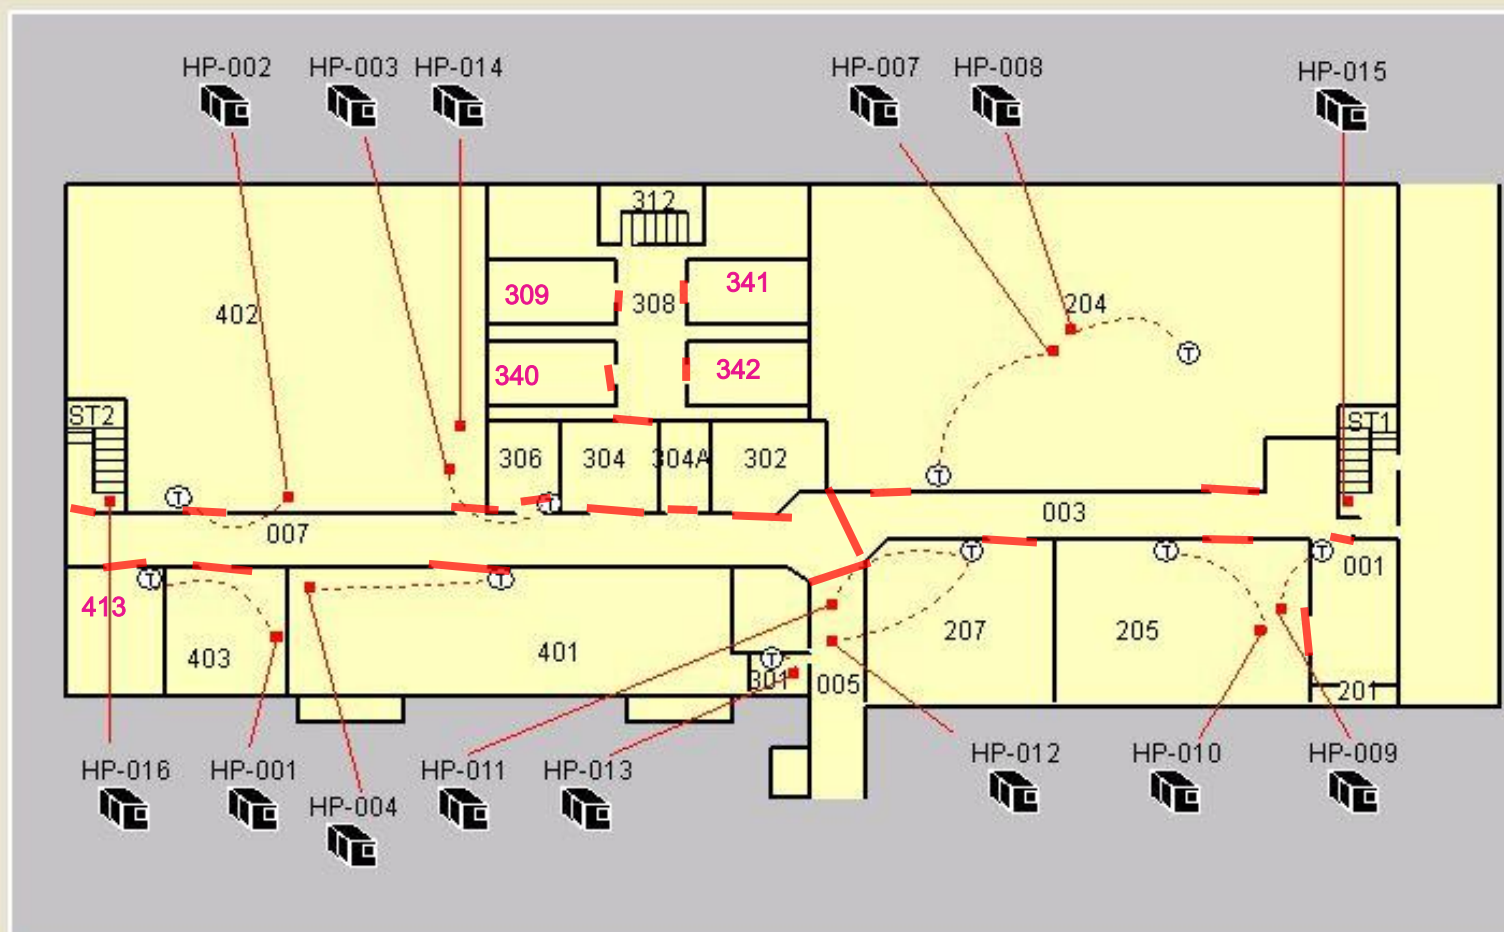 HP-002 HP-003 HP-014 HP-007 HP-008 HP-015
312
309 308 341
402 204
340 342
ST2 ST1
306 304 304A 302
T T T T
007 003
T T T T T
001
413
403 401 207 205
T
301 005 201
HP-016 HP-001 HP-011 HP-013 HP-012 HP-010 HP-009
HP-004